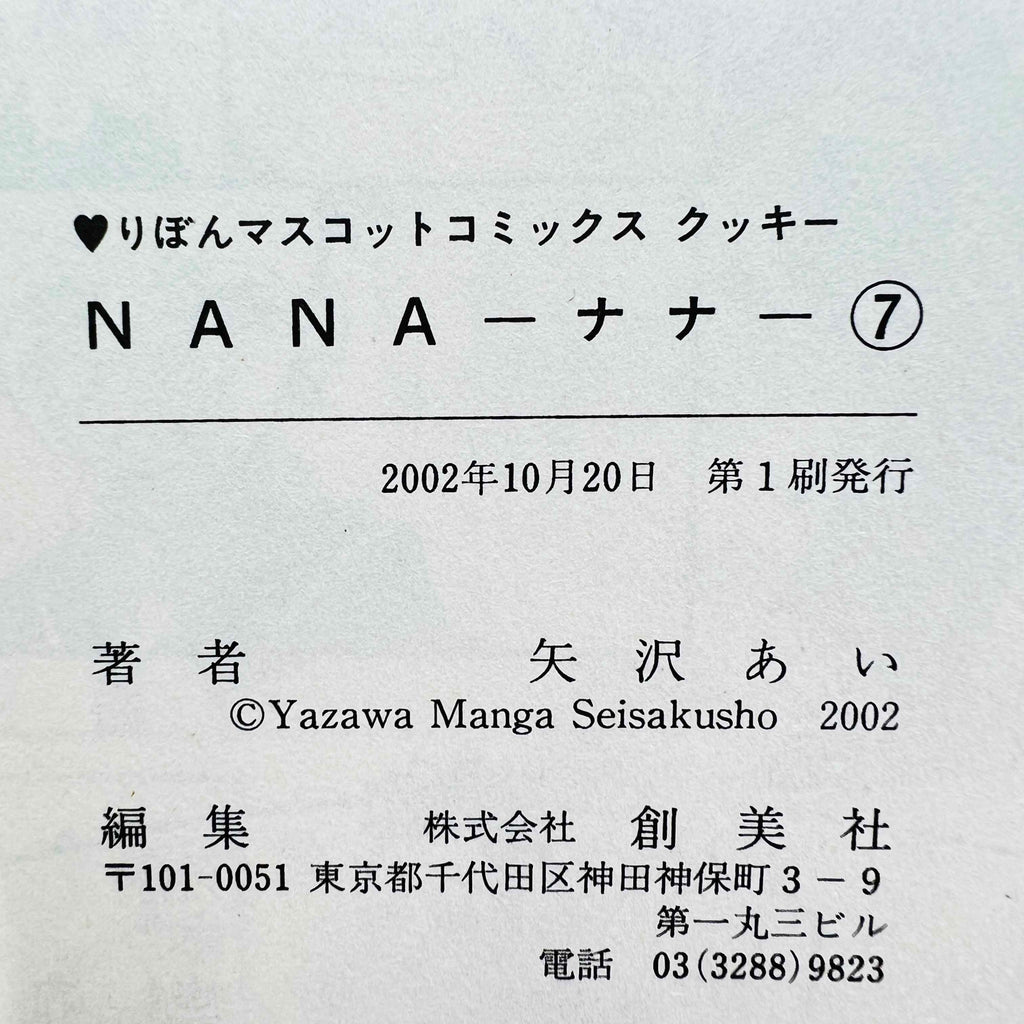 ♥りぼんマスコットコミックス クッキー
NANA－ナナ－⑦
2002年10月20日　第1刷発行
著者　矢沢あい
©Yazawa Manga Seisakusho 2002
編集　株式会社 創美社
〒101-0051 東京都千代田区神田神保町3－9
第一丸三ビル
電話　03(3288)9823